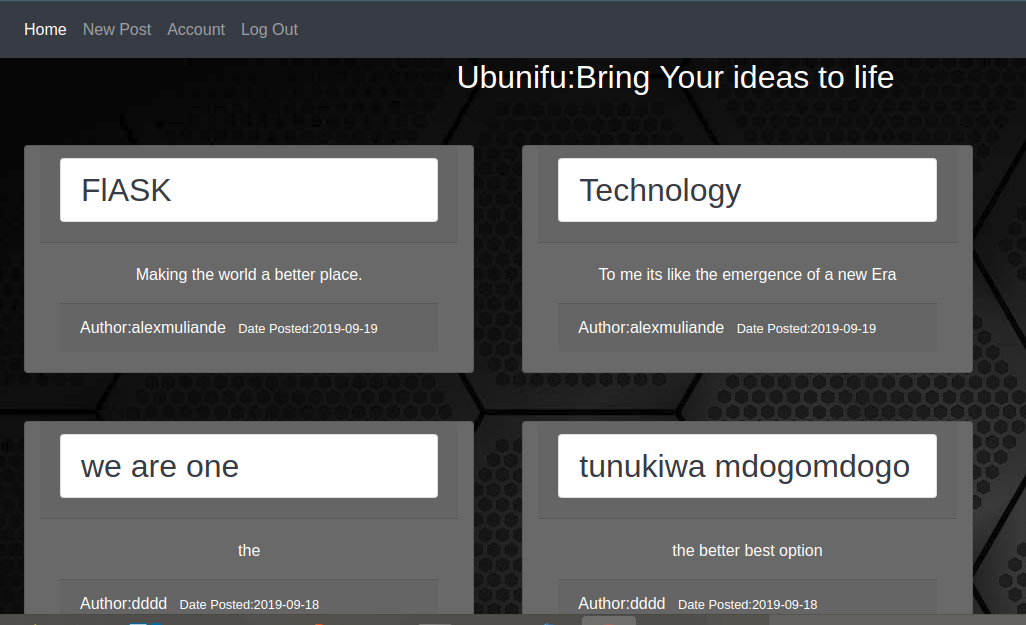 Home New Post Account Log Out
Ubunifu:Bring Your ideas to life
FlASK
Making the world a better place.
Author:alexmuliande Date Posted:2019-09-19
Technology
To me its like the emergence of a new Era
Author:alexmuliande Date Posted:2019-09-19
we are one
the
Author:dddd Date Posted:2019-09-18
tunukiwa mdogomdogo
the better best option
Author:dddd Date Posted:2019-09-18